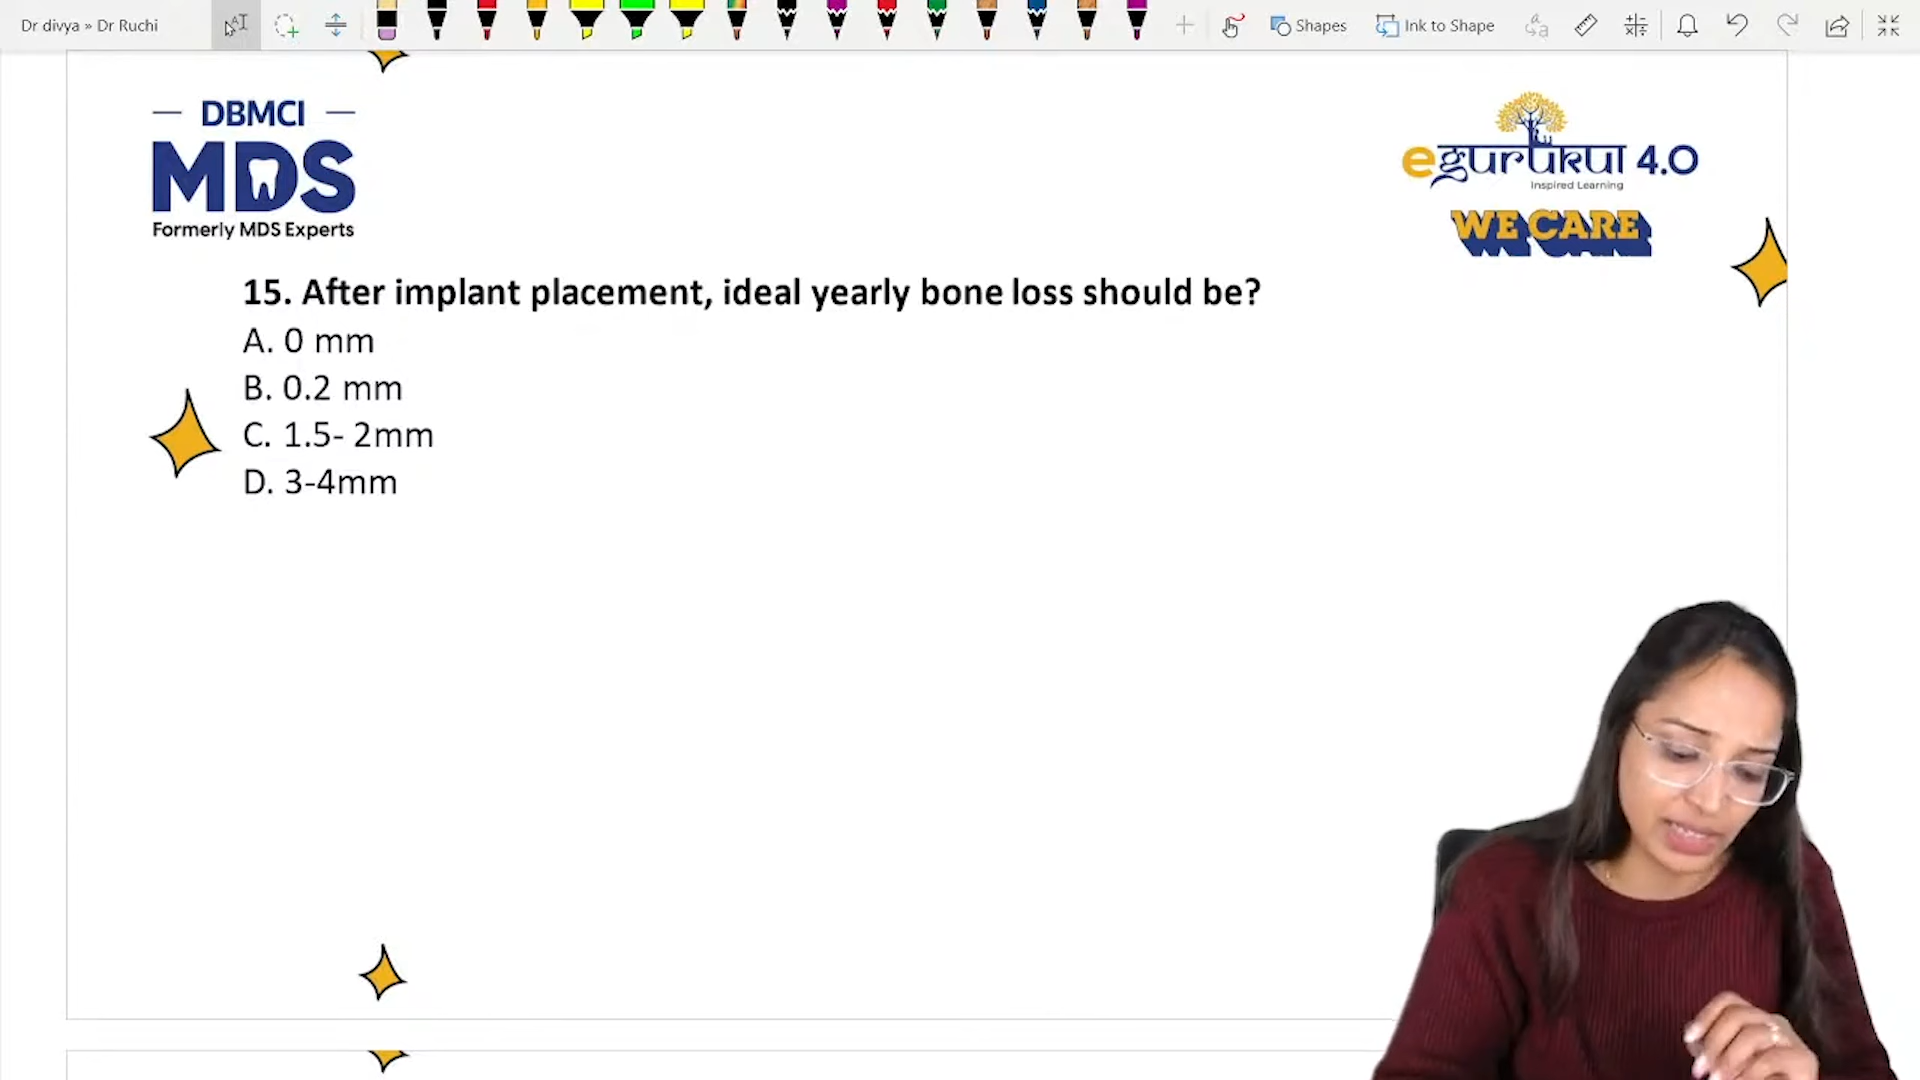 Dr divya » Dr Ruchi
Shapes
Ink to Shape
DBMCI
MDS
Formerly MDS Experts
egurukul 4.0
Inspired Learning
WE CARE
15. After implant placement, ideal yearly bone loss should be?
A. 0 mm
B. 0.2 mm
C. 1.5- 2mm
D. 3-4mm